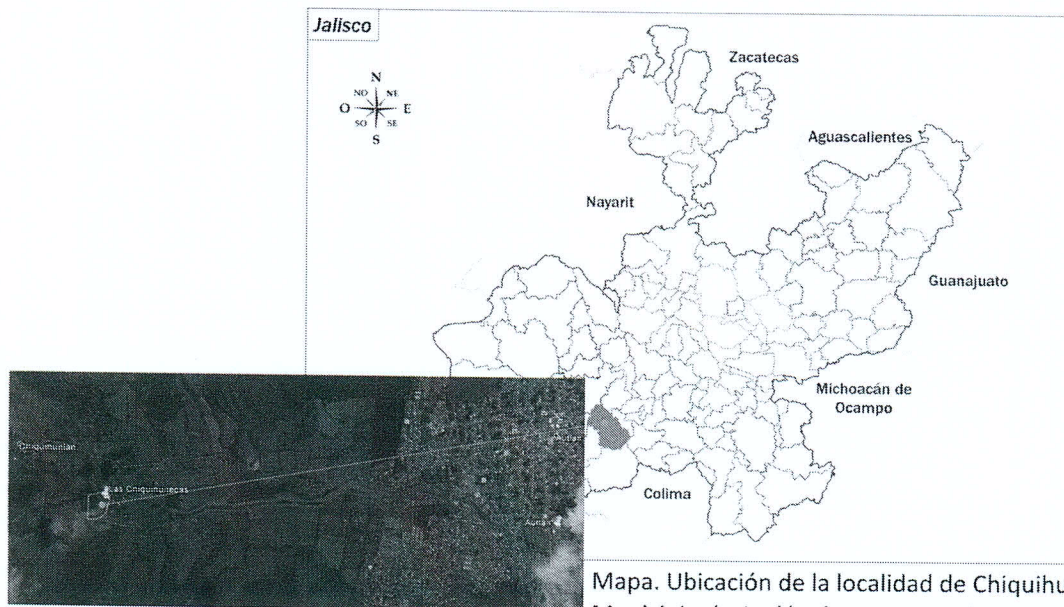 Jalisco
N
NO NE
O E
SO SE
S
Zacatecas
Aguascalientes
Nayarit
Guanajuato
Michoacán de
Ocampo
Colima
Las Chiquihuitecas
Autlán
Mapa. Ubicación de la localidad de Chiquihu